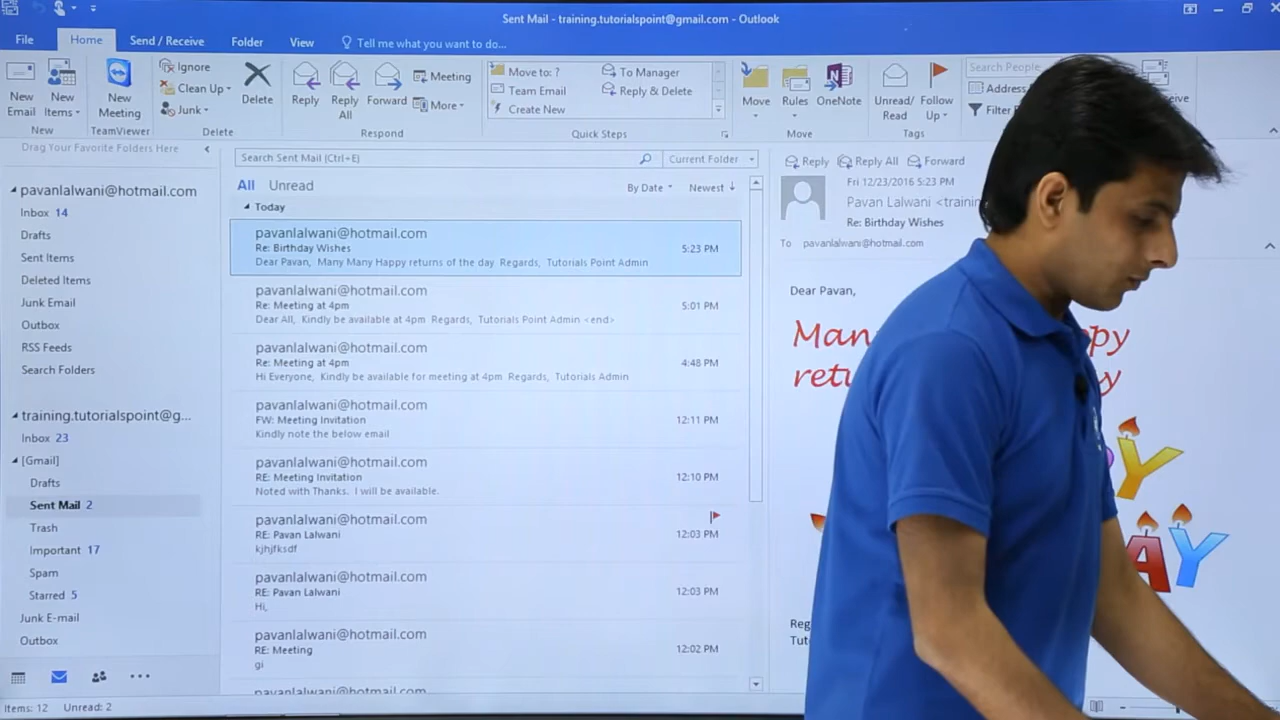 Sent Mail - training.tutorialspoint@gmail.com - Outlook
File Home Send / Receive Folder View Tell me what you want to do...
New Email
New Items
New
New Meeting
TeamViewer
Ignore
Clean Up
Junk
Delete
Delete
Reply
Reply All
Forward
Meeting
More
Respond
Move to: ?
Team Email
Create New
To Manager
Reply & Delete
Quick Steps
Move
Rules
OneNote
Move
Unread/ Read
Follow Up
Tags
Search People
Address
Filter
Drag Your Favorite Folders Here
pavanlalwani@hotmail.com
Inbox 14
Drafts
Sent Items
Deleted Items
Junk Email
Outbox
RSS Feeds
Search Folders
training.tutorialspoint@g...
Inbox 23
[Gmail]
Drafts
Sent Mail 2
Trash
Important 17
Spam
Starred 5
Junk E-mail
Outbox
Items: 12 Unread: 2
Search Sent Mail (Ctrl+E) Current Folder
All Unread By Date Newest
Today
pavanlalwani@hotmail.com
Re: Birthday Wishes 5:23 PM
Dear Pavan, Many Many Happy returns of the day Regards, Tutorials Point Admin
pavanlalwani@hotmail.com
Re: Meeting at 4pm 5:01 PM
Dear All, Kindly be available at 4pm Regards, Tutorials Point Admin <end>
pavanlalwani@hotmail.com
Re: Meeting at 4pm 4:48 PM
Hi Everyone, Kindly be available for meeting at 4pm Regards, Tutorials Admin
pavanlalwani@hotmail.com
FW: Meeting Invitation 12:11 PM
Kindly note the below email
pavanlalwani@hotmail.com
RE: Meeting Invitation 12:10 PM
Noted with Thanks. I will be available.
pavanlalwani@hotmail.com
RE: Pavan Lalwani 12:03 PM
kjhjfksdf
pavanlalwani@hotmail.com
RE: Pavan Lalwani 12:03 PM
Hi,
pavanlalwani@hotmail.com
RE: Meeting 12:02 PM
gi
pavanlalwani@hotmail.com
Reply Reply All Forward
Fri 12/23/2016 5:23 PM
Pavan Lalwani
Re: Birthday Wishes
To pavanlalwani@hotmail.com
Dear Pavan,